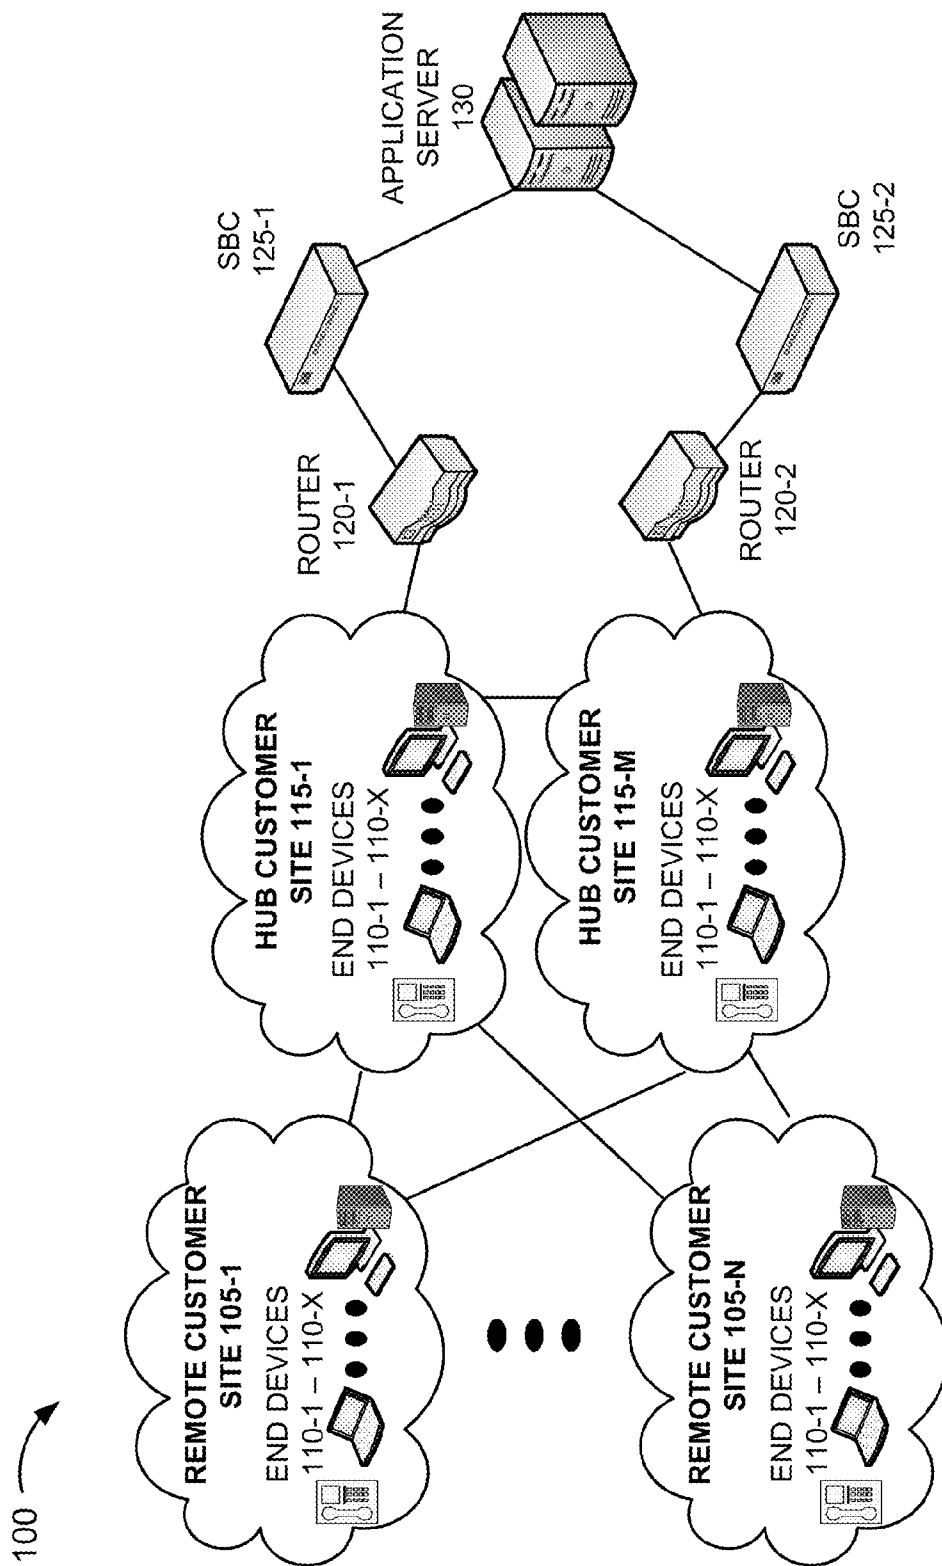 100
REMOTE CUSTOMER
SITE 105-1
END DEVICES
110-1 – 110-X
REMOTE CUSTOMER
SITE 105-N
END DEVICES
110-1 – 110-X
HUB CUSTOMER
SITE 115-1
END DEVICES
110-1 – 110-X
HUB CUSTOMER
SITE 115-M
END DEVICES
110-1 – 110-X
ROUTER
120-1
ROUTER
120-2
SBC
125-1
SBC
125-2
APPLICATION
SERVER
130